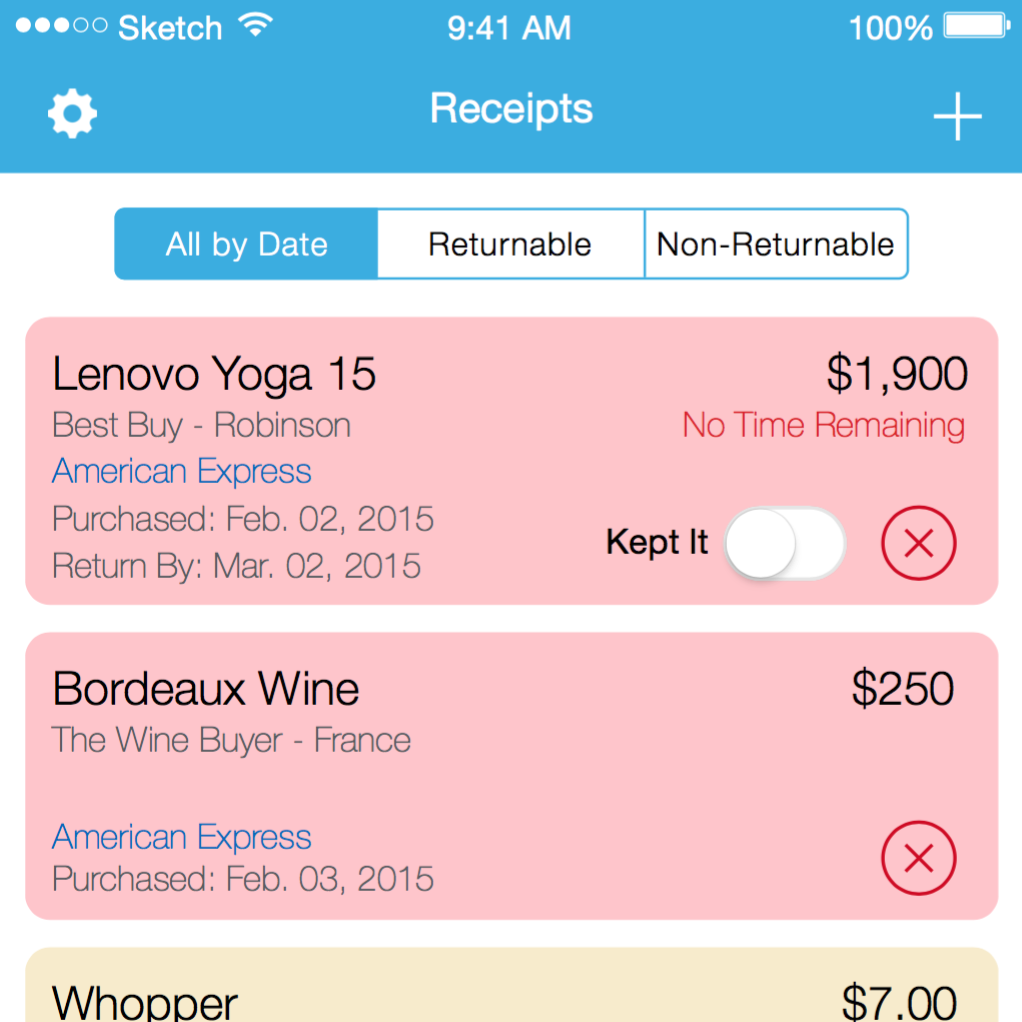 Sketch 9:41 AM 100%
Receipts
All by Date Returnable Non-Returnable
Lenovo Yoga 15 $1,900
Best Buy - Robinson No Time Remaining
American Express
Purchased: Feb. 02, 2015
Kept It
Return By: Mar. 02, 2015
Bordeaux Wine $250
The Wine Buyer - France
American Express
Purchased: Feb. 03, 2015
Whopper $7.00